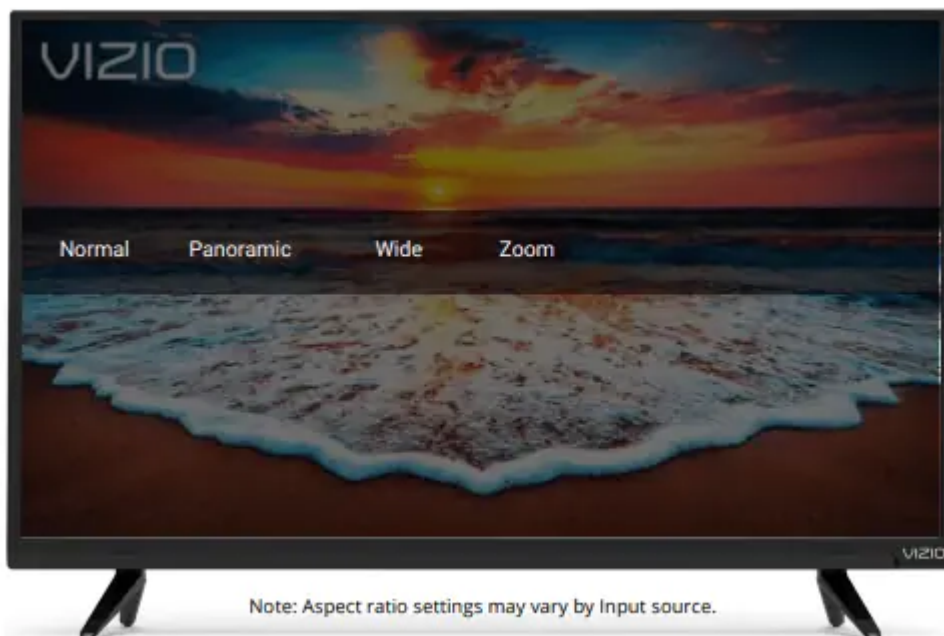 VIZIO
Normal Panoramic Wide Zoom
VIZIO
Note: Aspect ratio settings may vary by Input source.